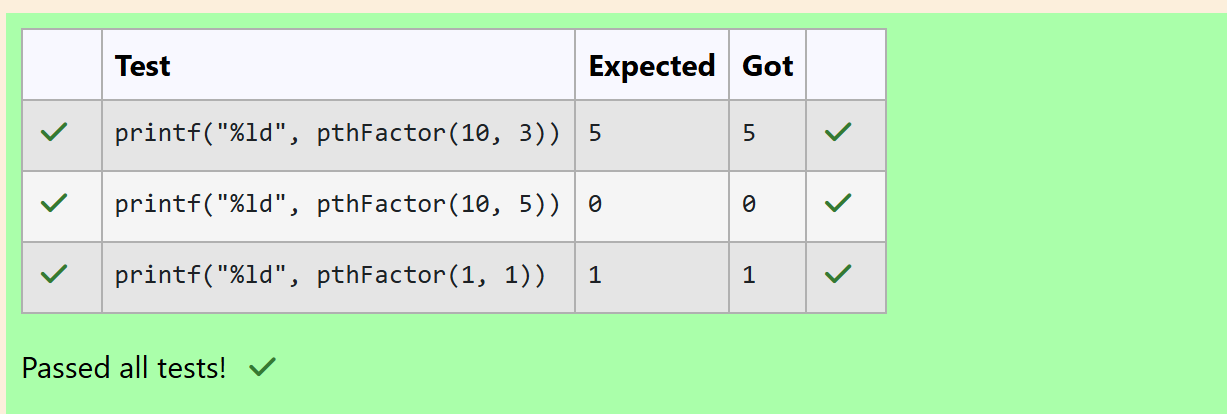 Test Expected Got
printf("%ld", pthFactor(10, 3)) 5 5
printf("%ld", pthFactor(10, 5)) 0 0
printf("%ld", pthFactor(1, 1)) 1 1
Passed all tests!